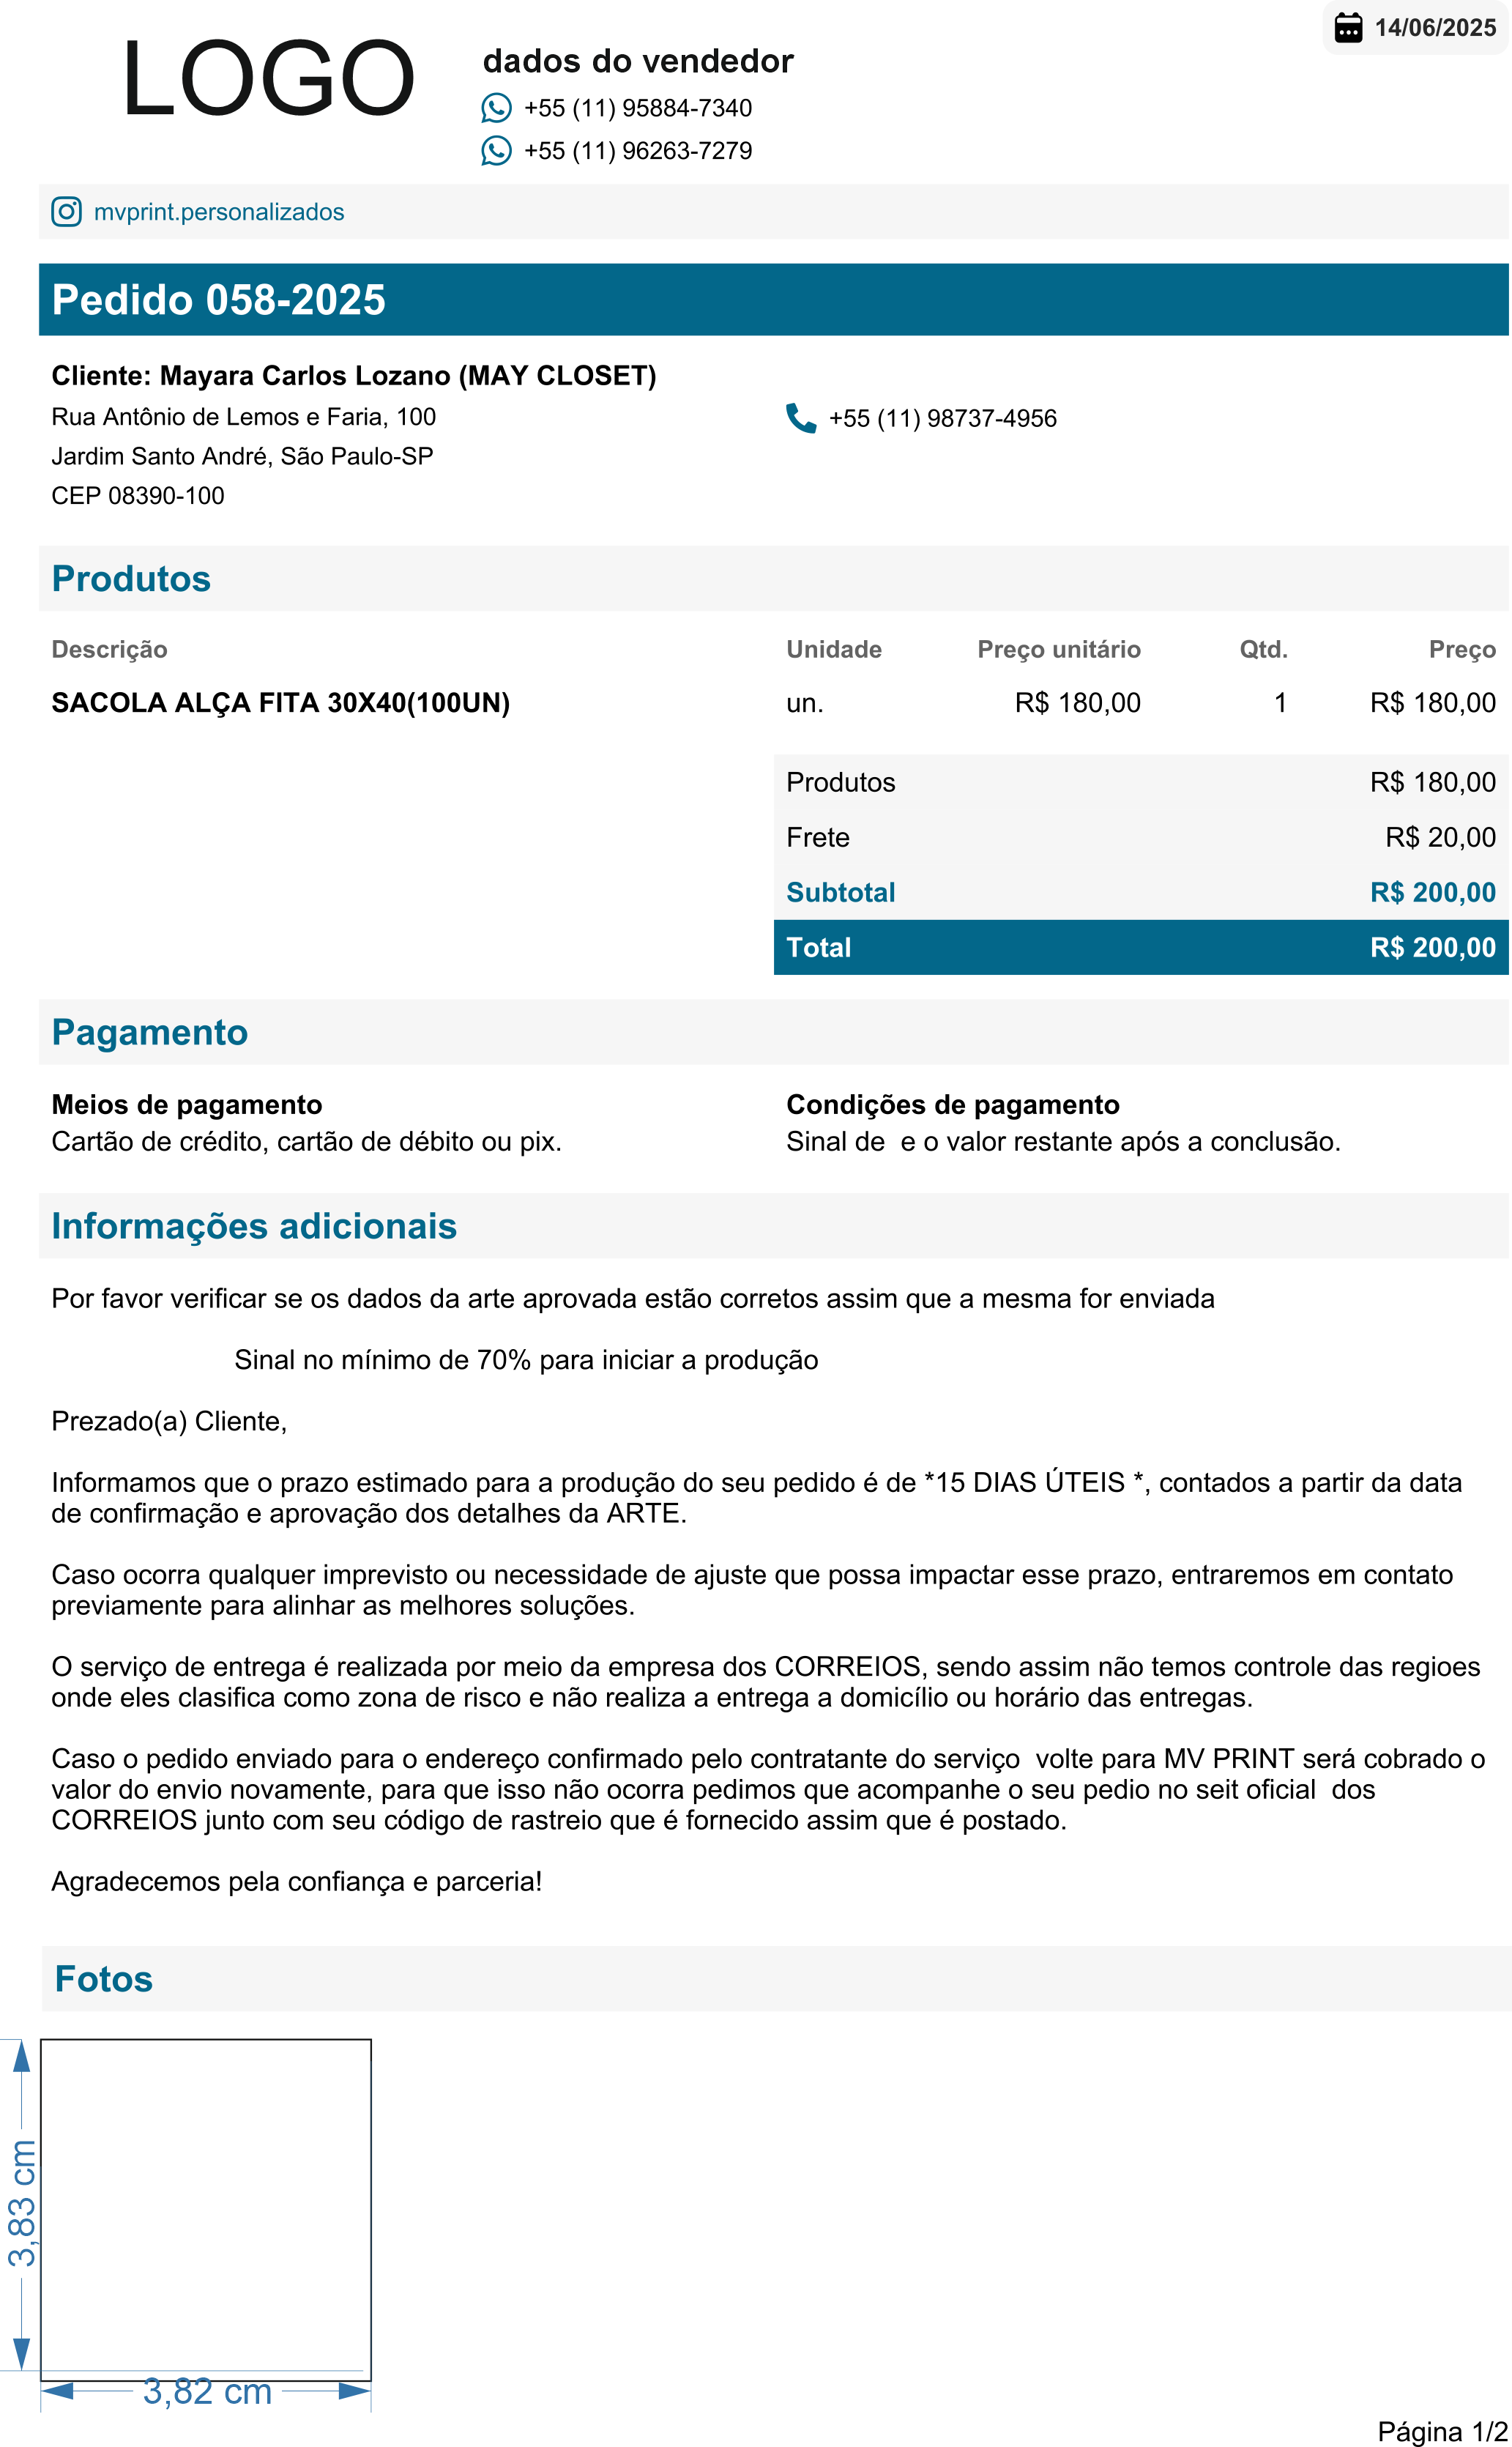 14/06/2025
LOGO
dados do vendedor
+55 (11) 95884-7340
+55 (11) 96263-7279
mvprint.personalizados
Pedido 058-2025
Cliente: Mayara Carlos Lozano (MAY CLOSET)
Rua Antônio de Lemos e Faria, 100
+55 (11) 98737-4956
Jardim Santo André, São Paulo-SP
CEP 08390-100
Produtos
Descrição Unidade Preço unitário Qtd. Preço
SACOLA ALÇA FITA 30X40(100UN) un. R$ 180,00 1 R$ 180,00
Produtos R$ 180,00
Frete R$ 20,00
Subtotal R$ 200,00
Total R$ 200,00
Pagamento
Meios de pagamento
Cartão de crédito, cartão de débito ou pix.
Condições de pagamento
Sinal de  e o valor restante após a conclusão.
Informações adicionais
Por favor verificar se os dados da arte aprovada estão corretos assim que a mesma for enviada
Sinal no mínimo de 70% para iniciar a produção
Prezado(a) Cliente,
Informamos que o prazo estimado para a produção do seu pedido é de *15 DIAS ÚTEIS *, contados a partir da data
de confirmação e aprovação dos detalhes da ARTE.
Caso ocorra qualquer imprevisto ou necessidade de ajuste que possa impactar esse prazo, entraremos em contato
previamente para alinhar as melhores soluções.
O serviço de entrega é realizada por meio da empresa dos CORREIOS, sendo assim não temos controle das regioes
onde eles clasifica como zona de risco e não realiza a entrega a domicílio ou horário das entregas.
Caso o pedido enviado para o endereço confirmado pelo contratante do serviço  volte para MV PRINT será cobrado o
valor do envio novamente, para que isso não ocorra pedimos que acompanhe o seu pedio no seit oficial  dos
CORREIOS junto com seu código de rastreio que é fornecido assim que é postado.
Agradecemos pela confiança e parceria!
Fotos
3,83 cm
3,82 cm
Página 1/2